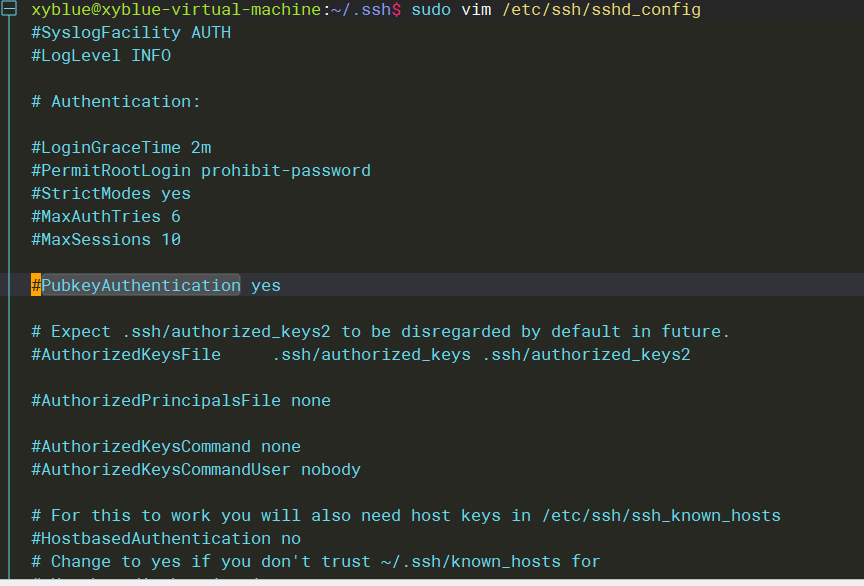 xyblue@xyblue-virtual-machine:~/.ssh$ sudo vim /etc/ssh/sshd_config
#SyslogFacility AUTH
#LogLevel INFO
# Authentication:
#LoginGraceTime 2m
#PermitRootLogin prohibit-password
#StrictModes yes
#MaxAuthTries 6
#MaxSessions 10
#PubkeyAuthentication yes
# Expect .ssh/authorized_keys2 to be disregarded by default in future.
#AuthorizedKeysFile     .ssh/authorized_keys .ssh/authorized_keys2
#AuthorizedPrincipalsFile none
#AuthorizedKeysCommand none
#AuthorizedKeysCommandUser nobody
# For this to work you will also need host keys in /etc/ssh/ssh_known_hosts
#HostbasedAuthentication no
# Change to yes if you don't trust ~/.ssh/known_hosts for